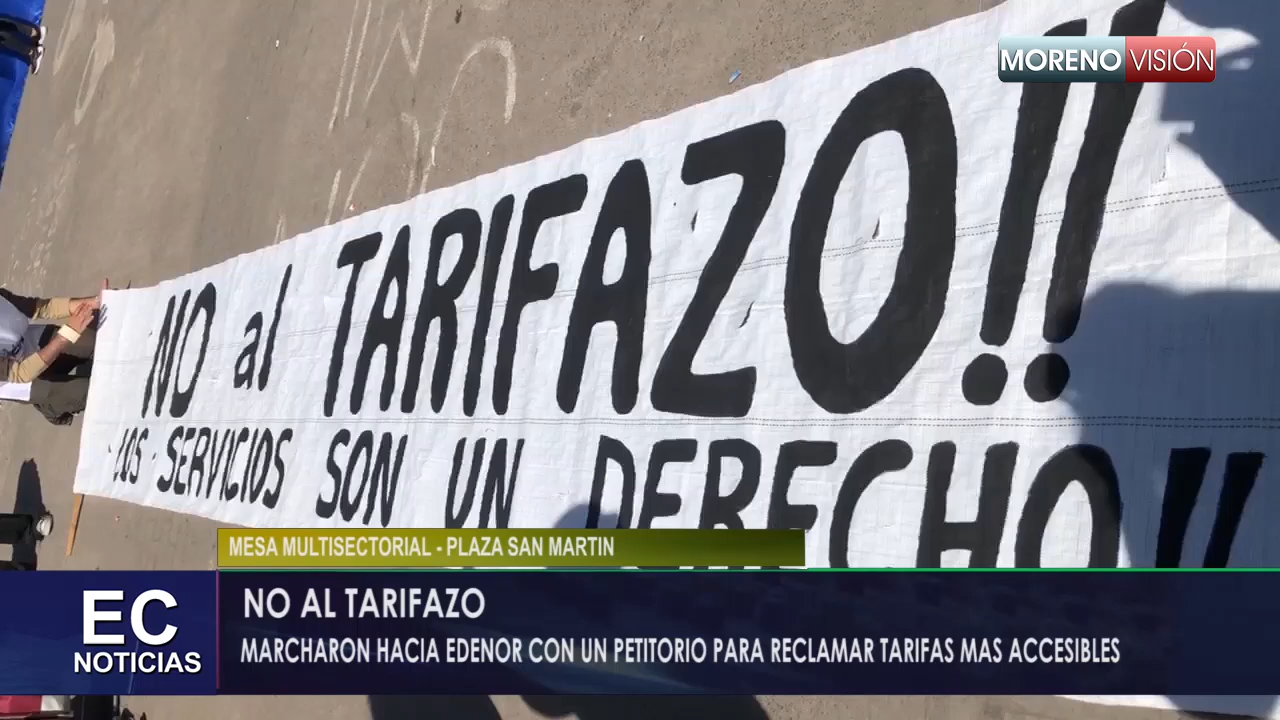 MORENO VISIÓN
NO al TARIFAZO!!
LOS SERVICIOS SON UN DERECHO!!
MESA MULTISECTORIAL - PLAZA SAN MARTIN
EC
NOTICIAS
NO AL TARIFAZO
MARCHARON HACIA EDENOR CON UN PETITORIO PARA RECLAMAR TARIFAS MAS ACCESIBLES